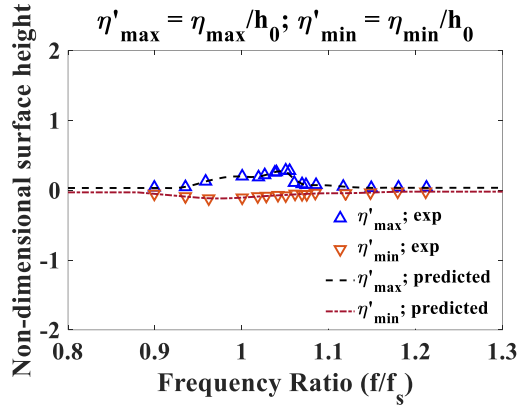 η'max = ηmax/h0; η'min = ηmin/h0
Non-dimensional surface height
2
1
0
-1
-2
η'max; exp
η'min; exp
η'max; predicted
η'min; predicted
0.8 0.9 1 1.1 1.2 1.3
Frequency Ratio (f/fs)